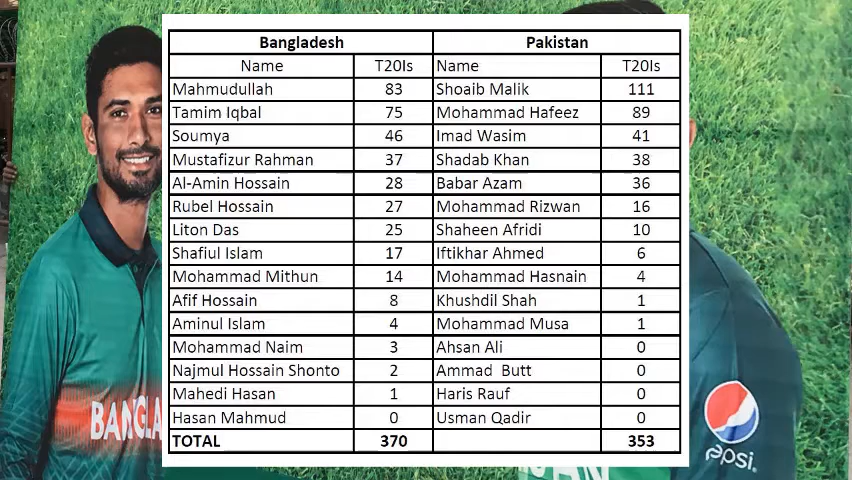 Bangladesh Pakistan
Name T20Is Name T20Is
Mahmudullah 83 Shoaib Malik 111
Tamim Iqbal 75 Mohammad Hafeez 89
Soumya 46 Imad Wasim 41
Mustafizur Rahman 37 Shadab Khan 38
Al-Amin Hossain 28 Babar Azam 36
Rubel Hossain 27 Mohammad Rizwan 16
Liton Das 25 Shaheen Afridi 10
Shafiul Islam 17 Iftikhar Ahmed 6
Mohammad Mithun 14 Mohammad Hasnain 4
Afif Hossain 8 Khushdil Shah 1
Aminul Islam 4 Mohammad Musa 1
Mohammad Naim 3 Ahsan Ali 0
Najmul Hossain Shonto 2 Ammad Butt 0
Mahedi Hasan 1 Haris Rauf 0
Hasan Mahmud 0 Usman Qadir 0
TOTAL 370 353
BANGLA
pepsi